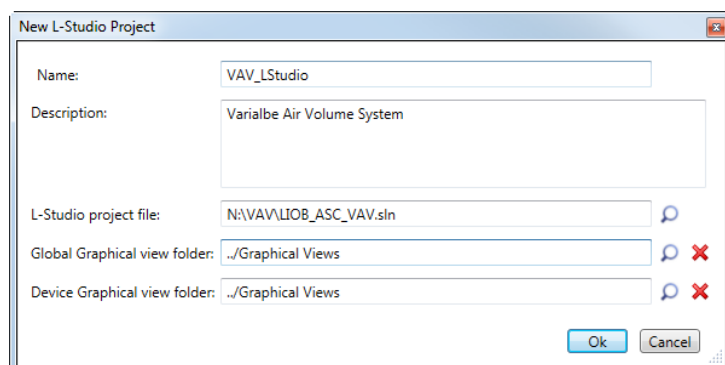 New L-Studio Project
Name: VAV_LStudio
Description: Varialbe Air Volume System
L-Studio project file: N:\VAV\LIOB_ASC_VAV.sln
Global Graphical view folder: ../Graphical Views
Device Graphical view folder: ../Graphical Views
Ok Cancel